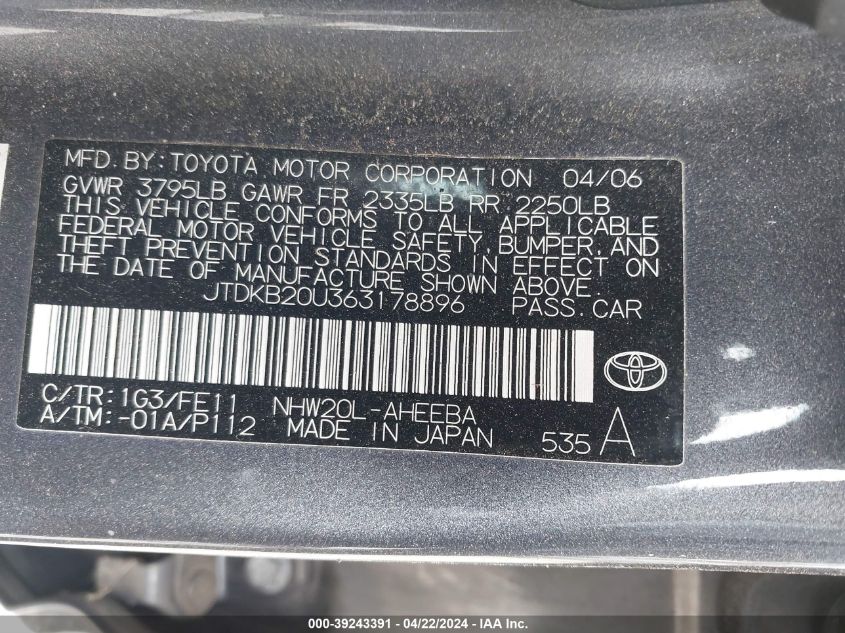 MFD. BY: TOYOTA MOTOR CORPORATION 04/06
GVWR 3795LB GAWR FR 2335LB RR 2250LB
THIS VEHICLE CONFORMS TO ALL APPLICABLE
FEDERAL MOTOR VEHICLE SAFETY, BUMPER, AND
THEFT PREVENTION STANDARDS IN EFFECT ON
THE DATE OF MANUFACTURE SHOWN ABOVE
JTDKB20U363178896 PASS. CAR
C/TR: 1G3/FE11 NHW20L-AHEEBA
A/TM: -01A/P112 MADE IN JAPAN 535 A
000-39243391 - 04/22/2024 - IAA Inc.